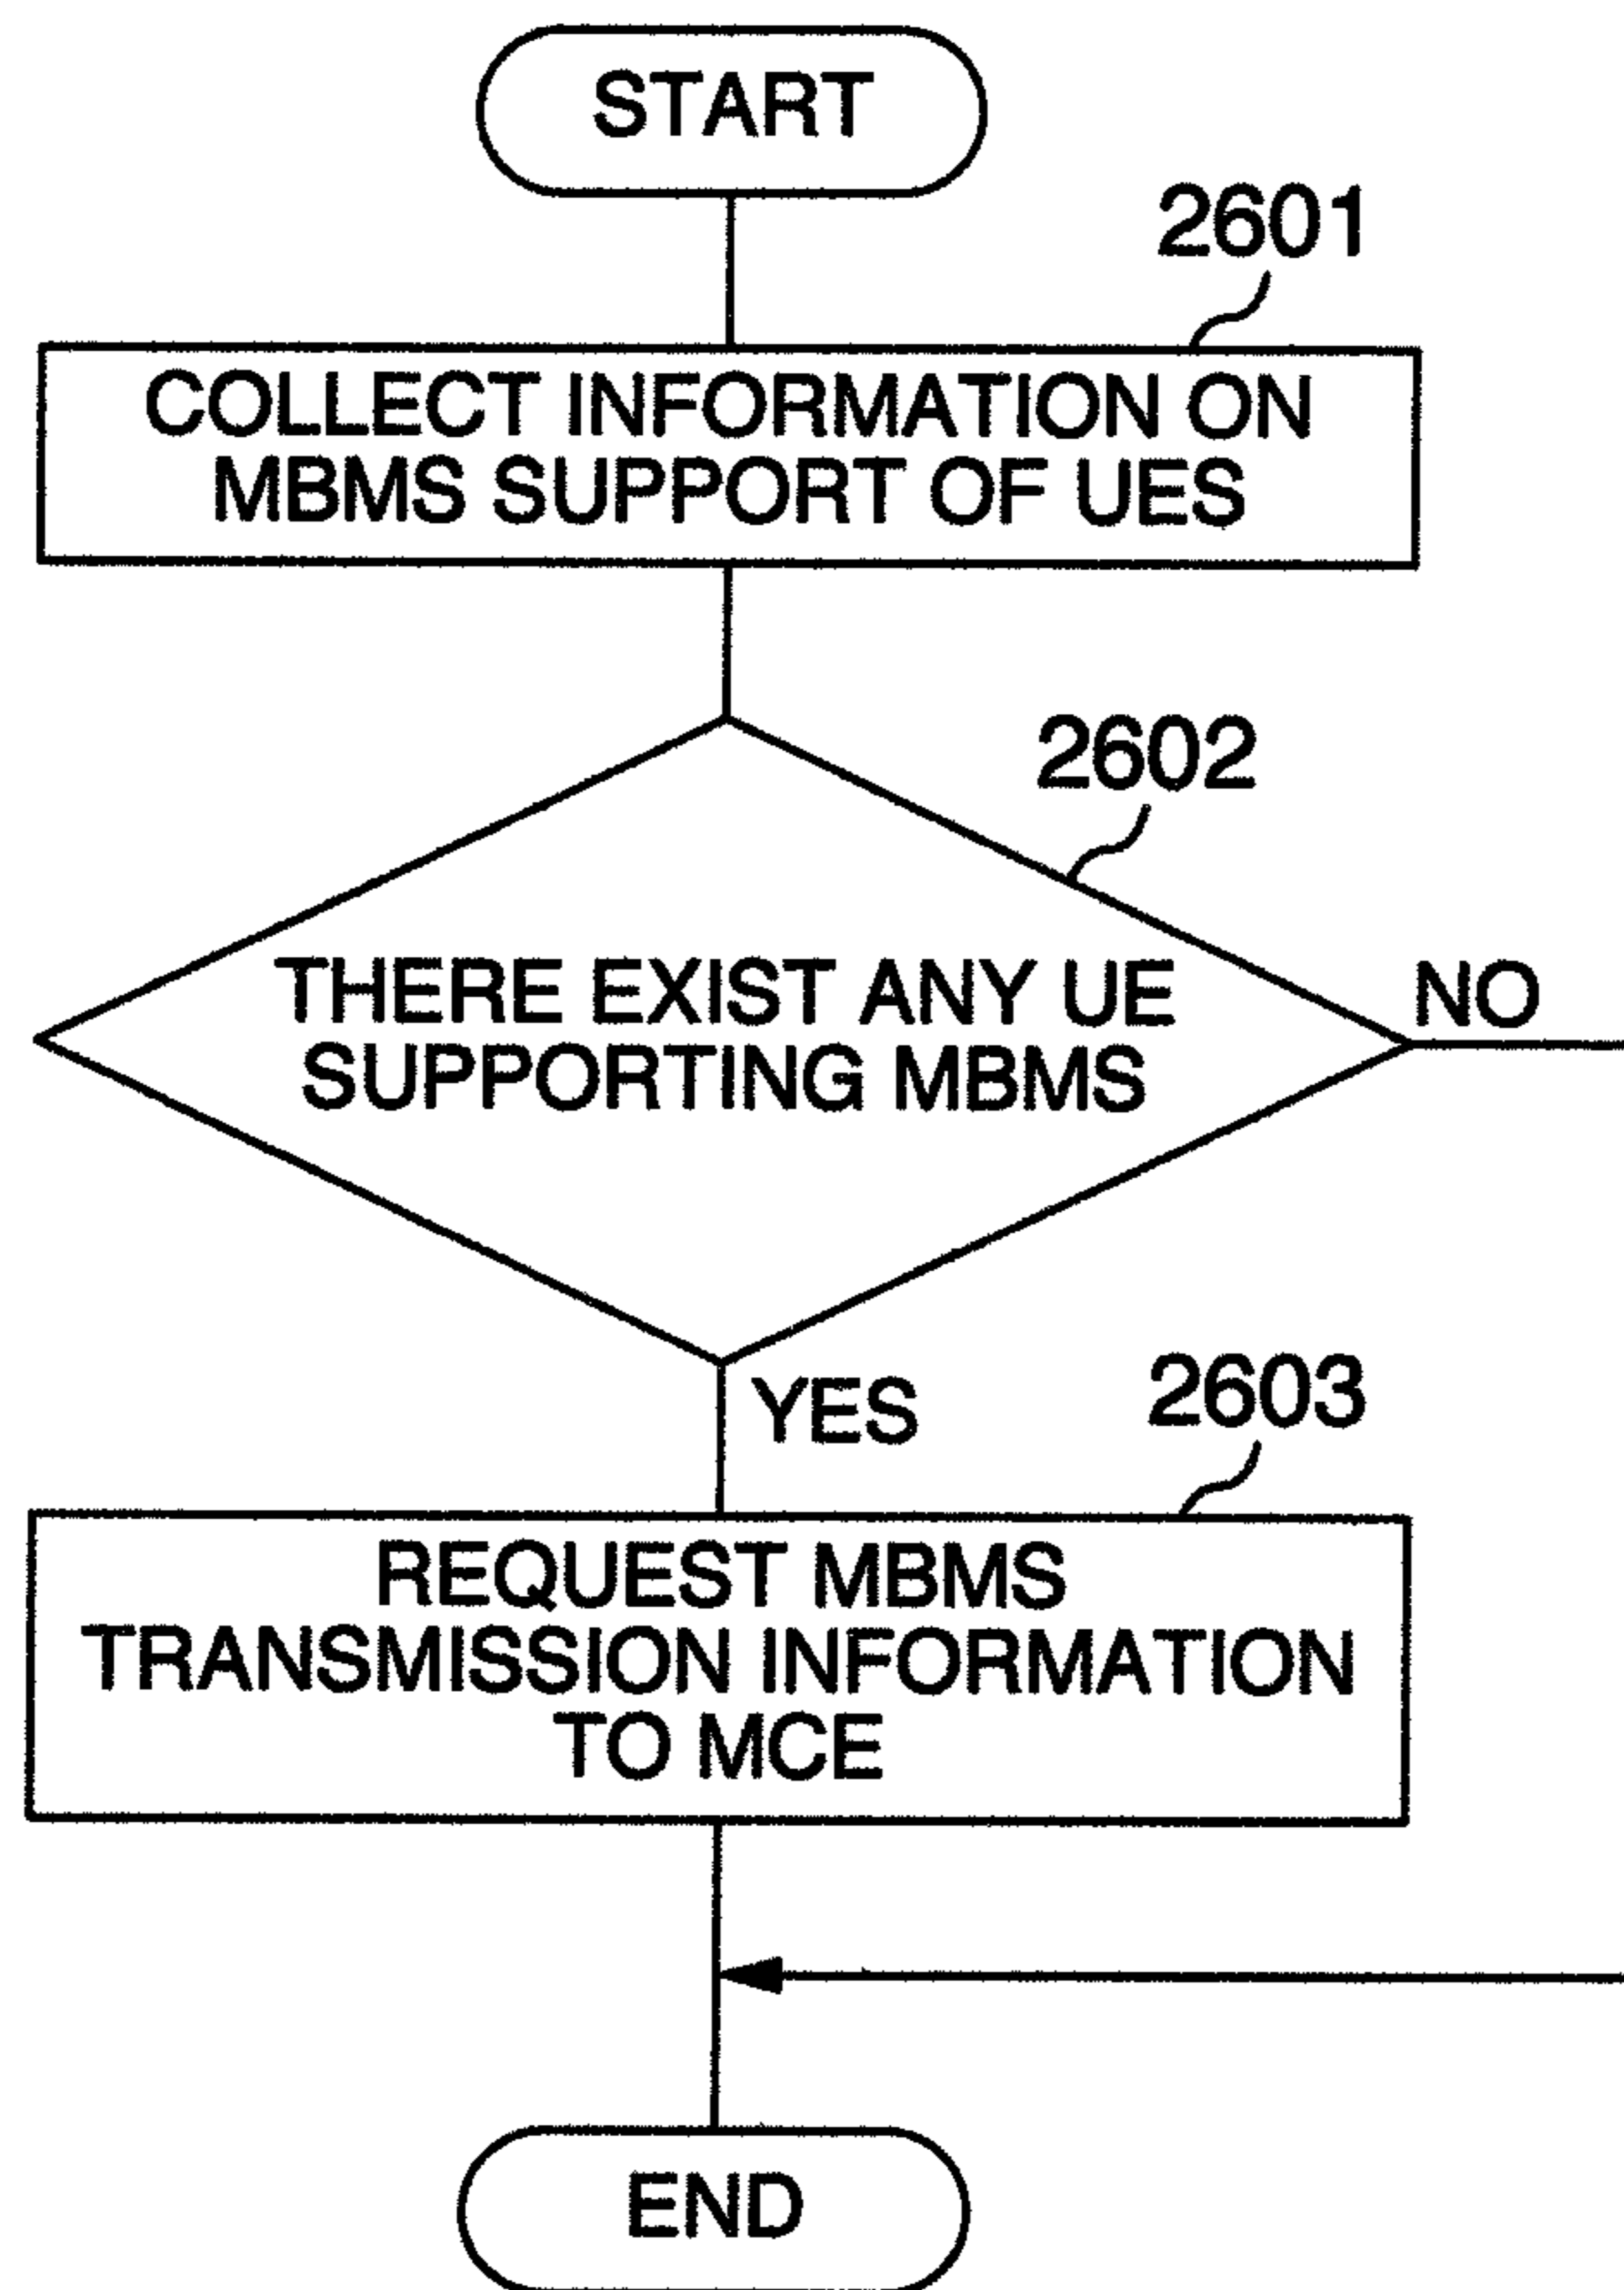 START
2601
COLLECT INFORMATION ON
MBMS SUPPORT OF UES
2602
THERE EXIST ANY UE
SUPPORTING MBMS
NO
YES
2603
REQUEST MBMS
TRANSMISSION INFORMATION
TO MCE
END